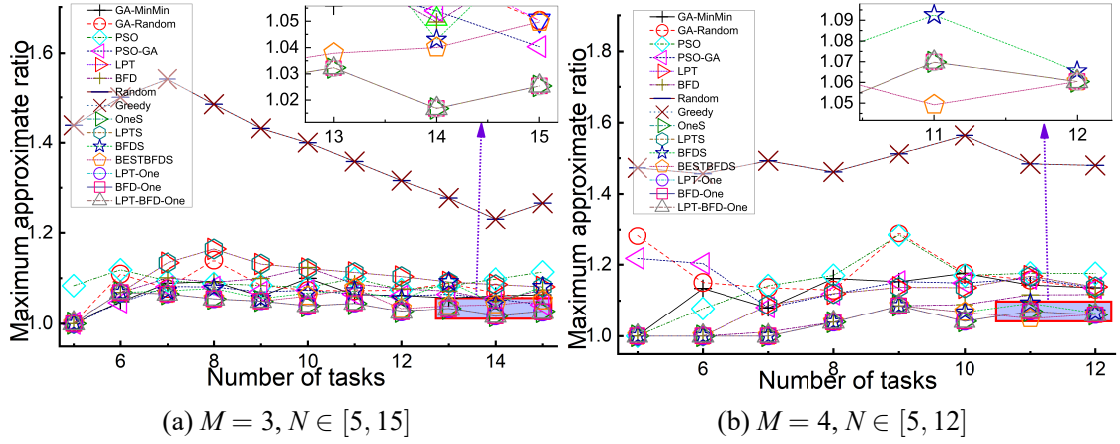 GA-MinMin
GA-Random
PSO
PSO-GA
LPT
BFD
Random
Greedy
OneS
LPTS
BFDS
BESTBFDS
LPT-One
BFD-One
LPT-BFD-One
1.05
1.04
1.03
1.02
13 14 15
Maximum approximate ratio
1.8
1.6
1.4
1.2
1.0
6 8 10 12 14
Number of tasks
(a) M = 3, N ∈ [5, 15]
GA-MinMin
GA-Random
PSO
PSO-GA
LPT
BFD
Random
Greedy
OneS
LPTS
BFDS
BESTBFDS
LPT-One
BFD-One
LPT-BFD-One
1.09
1.08
1.07
1.06
1.05
11 12
Maximum approximate ratio
1.8
1.6
1.4
1.2
1.0
6 8 10 12
Number of tasks
(b) M = 4, N ∈ [5, 12]